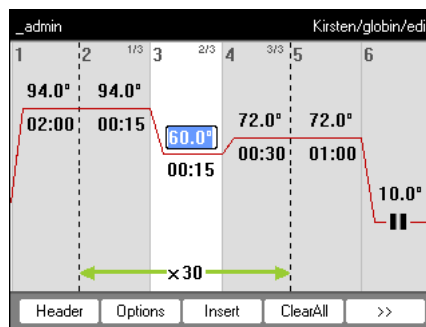 _admin Kirsten/globin/edi
1 2 1/3 3 2/3 4 3/3 5 6
94.0° 94.0° 60.0° 72.0° 72.0° 10.0°
02:00 00:15 00:15 00:30 01:00
×30
Header Options Insert ClearAll >>